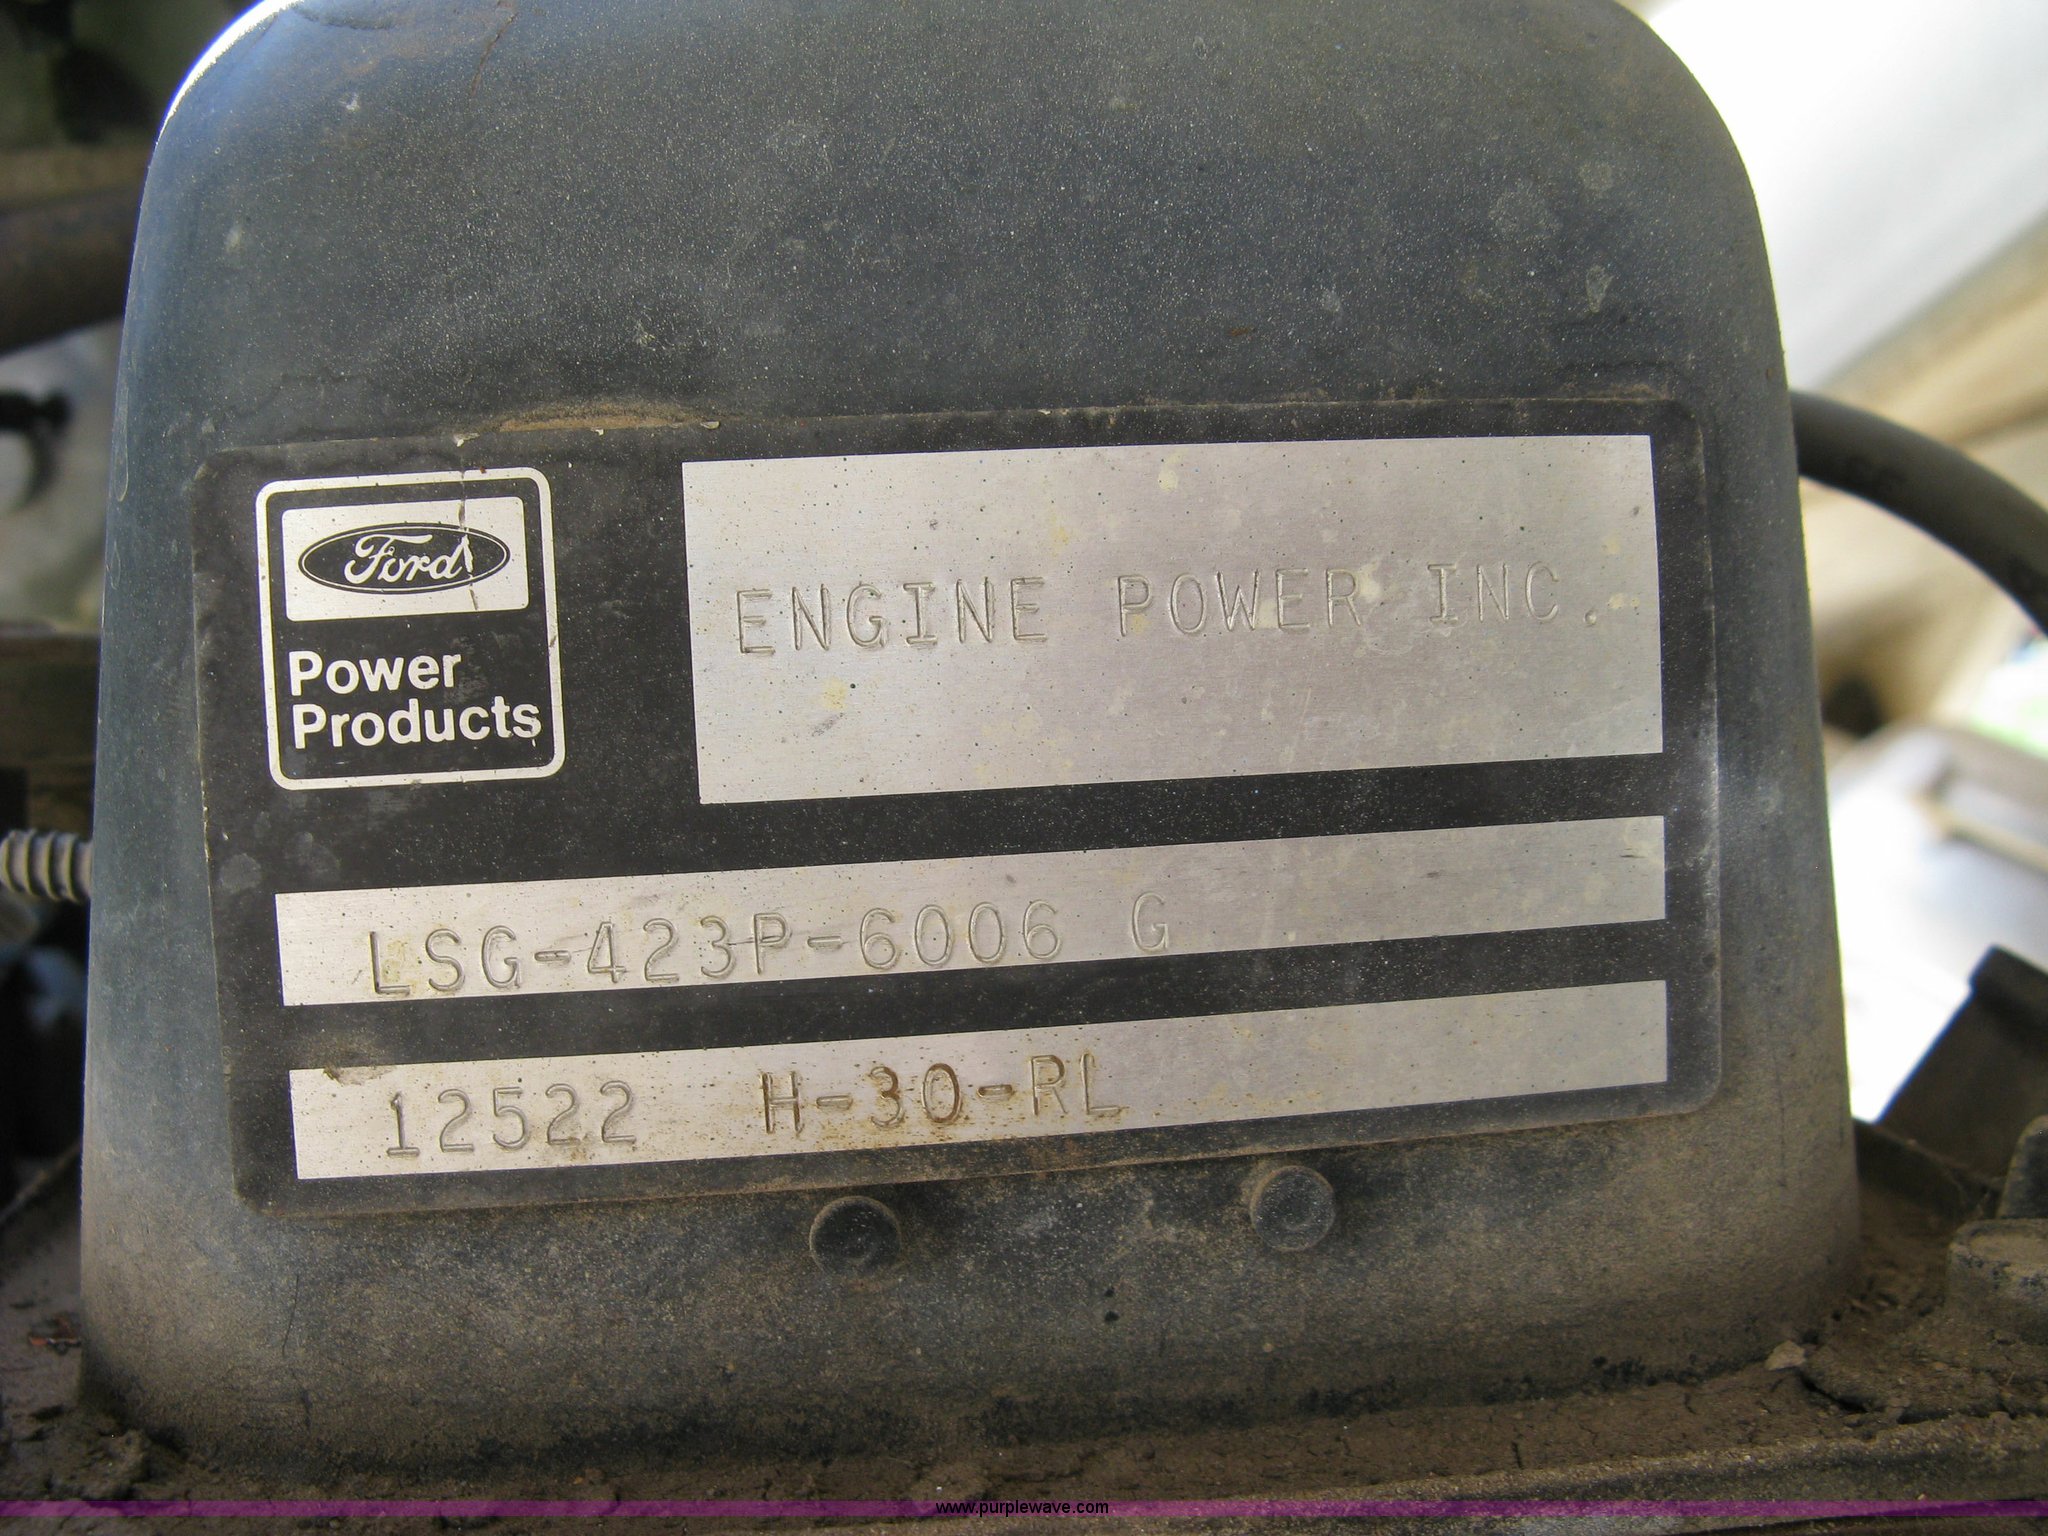 Ford
Power
Products
ENGINE POWER INC.
LSG-423P-6006 G
12522 H-30-RL
www.purplewave.com